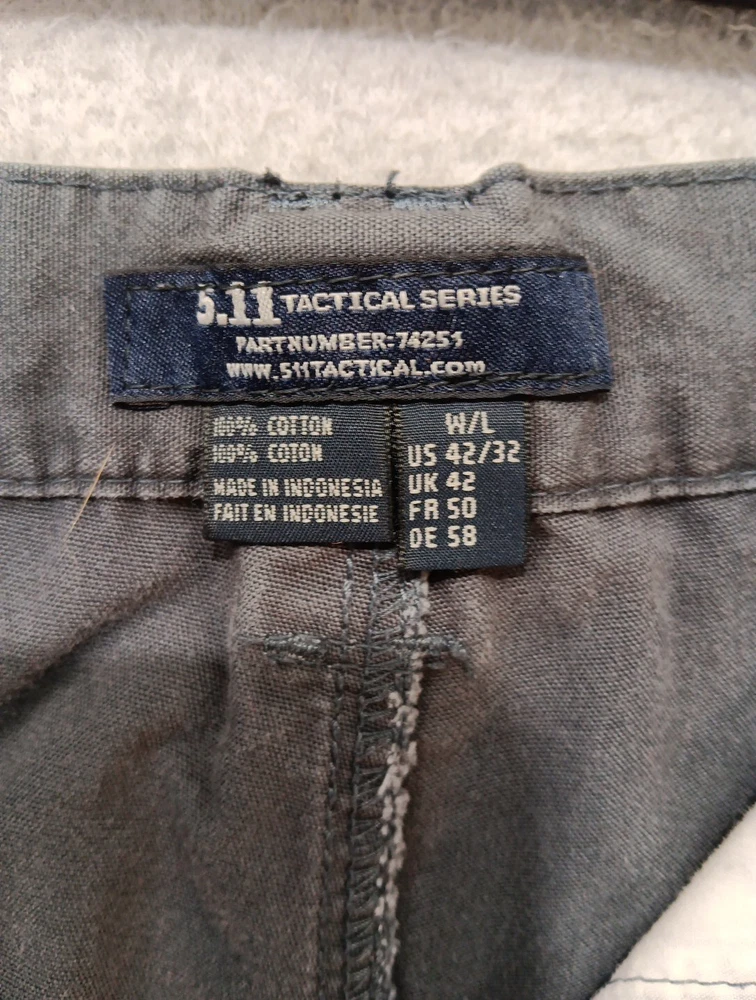 5.11 TACTICAL SERIES
PARTNUMBER:74251
WWW.511TACTICAL.COM
100% COTTON
100% COTON
MADE IN INDONESIA
FAIT EN INDONESIE
W/L
US 42/32
UK 42
FR 50
DE 58